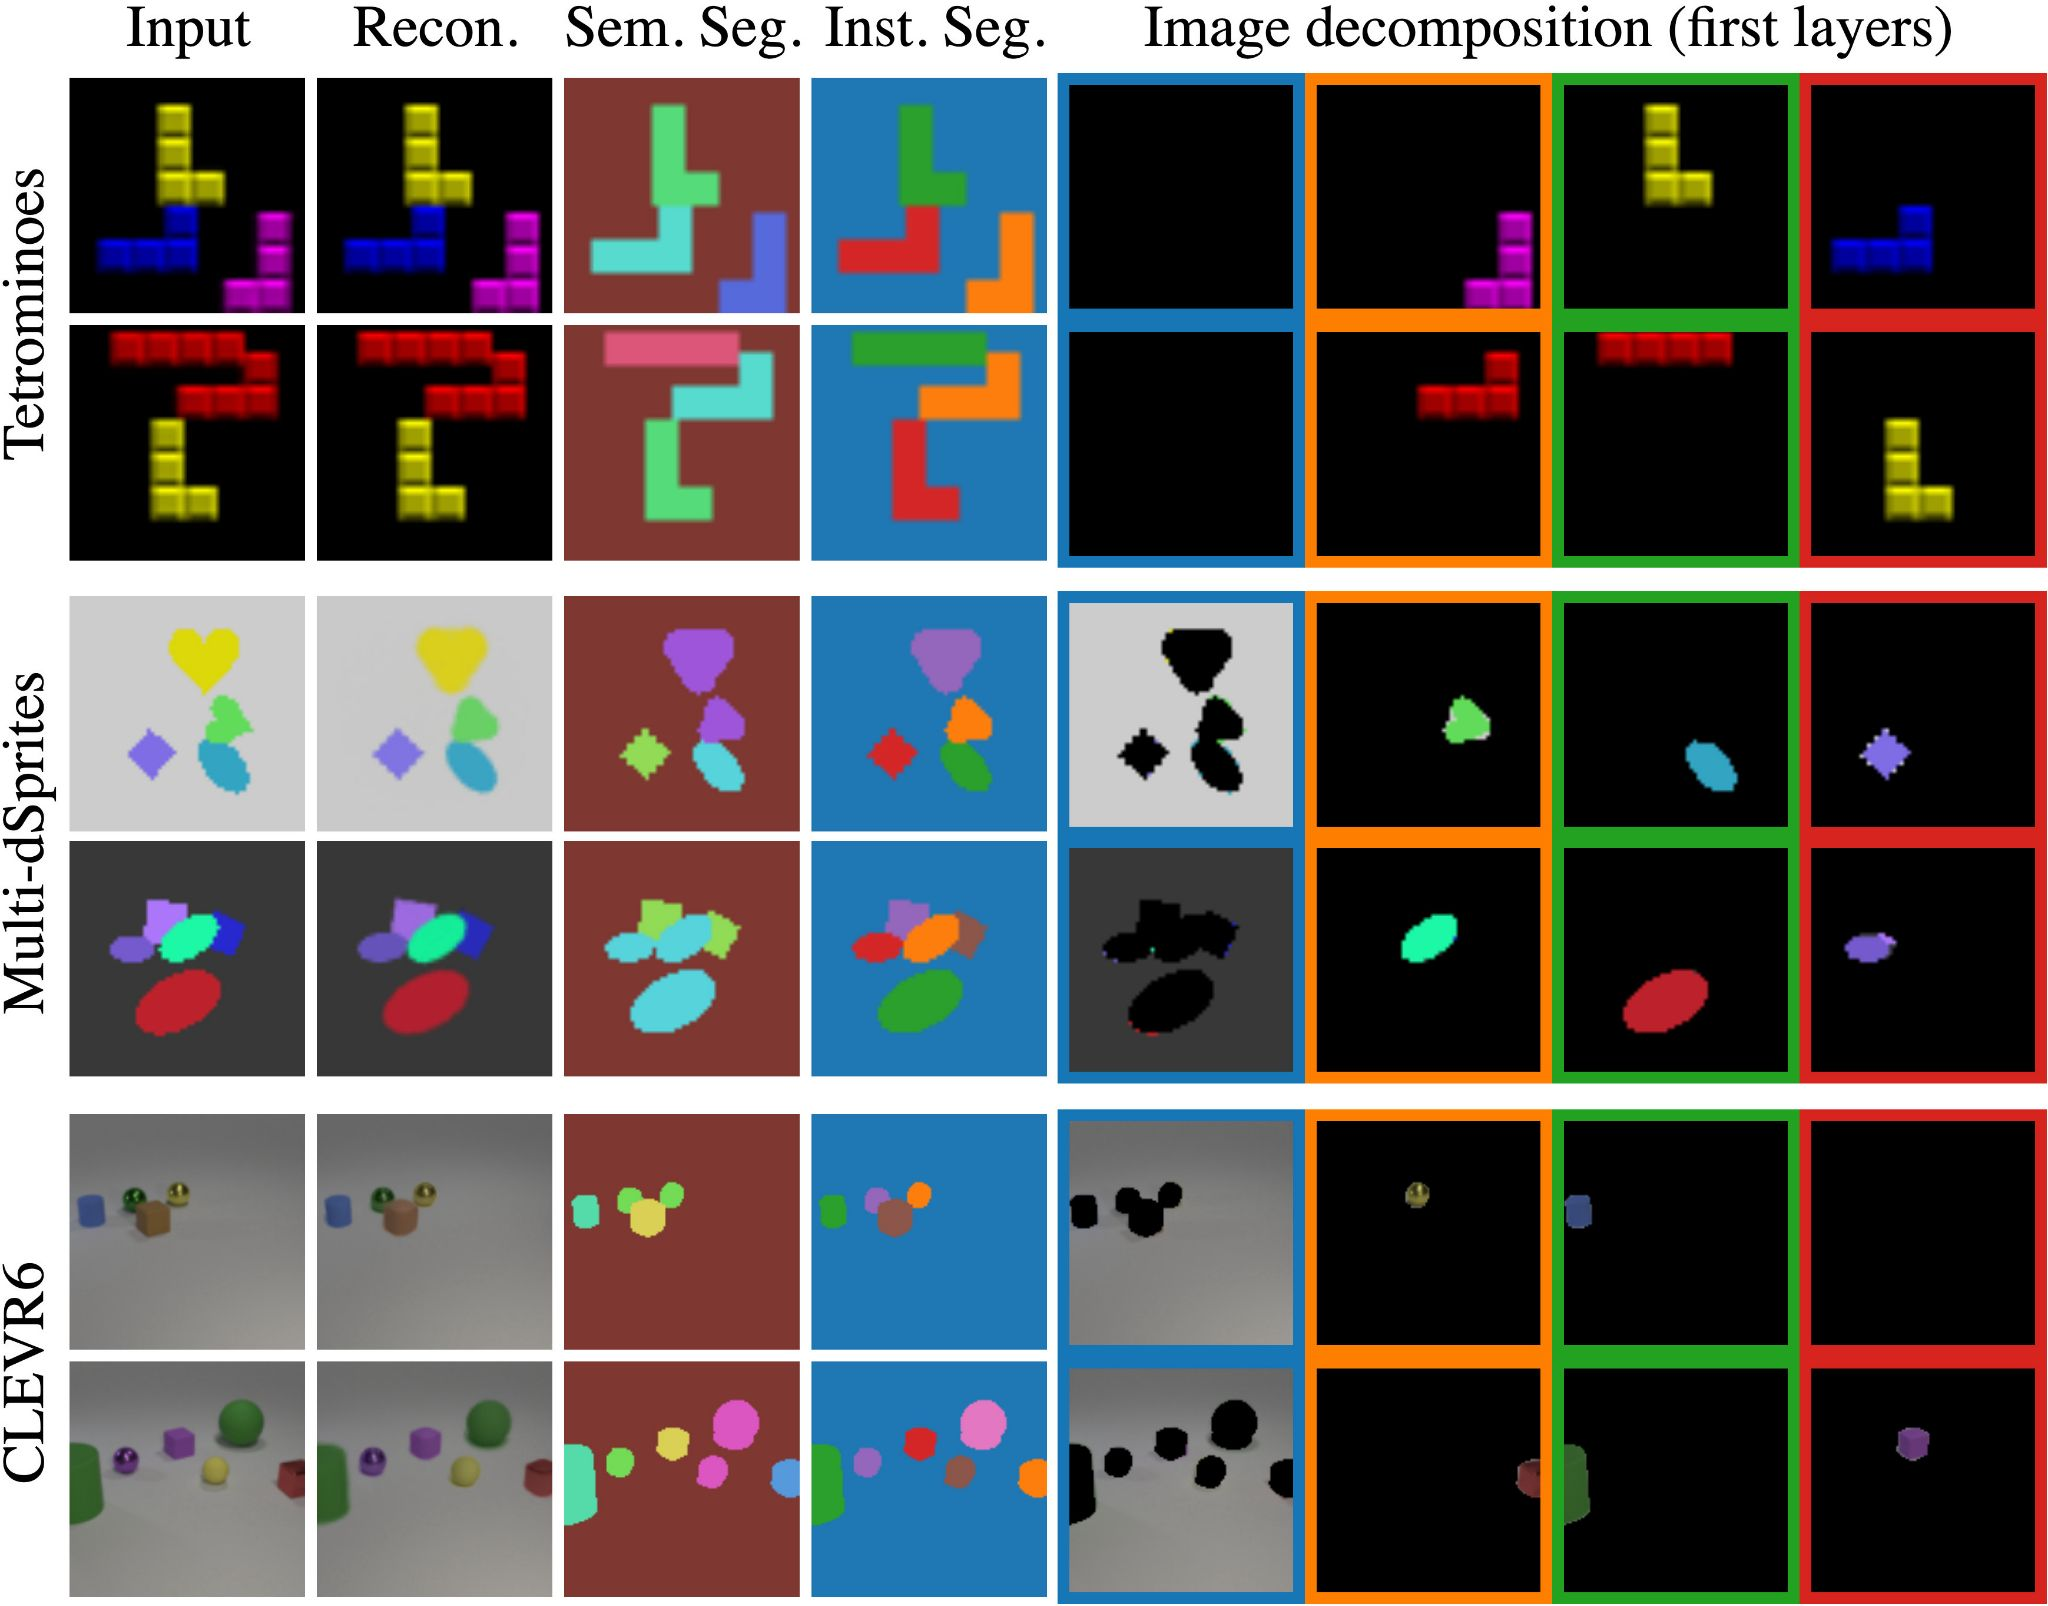 Input Recon. Sem. Seg. Inst. Seg. Image decomposition (first layers)
Tetrominoes
Multi-dSprites
CLEVR6